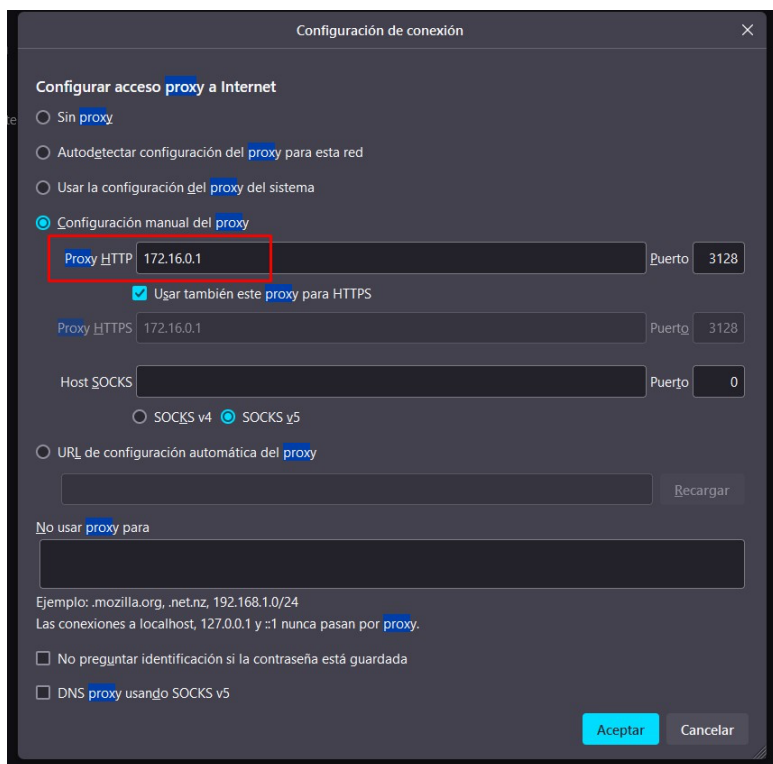 Configuración de conexión
Configurar acceso proxy a Internet
Sin proxy
Autodetectar configuración del proxy para esta red
Usar la configuración del proxy del sistema
Configuración manual del proxy
Proxy HTTP 172.16.0.1 Puerto 3128
Usar también este proxy para HTTPS
Proxy HTTPS 172.16.0.1 Puerto 3128
Host SOCKS Puerto 0
SOCKS v4 SOCKS v5
URL de configuración automática del proxy
Recargar
No usar proxy para
Ejemplo: .mozilla.org, .net.nz, 192.168.1.0/24
Las conexiones a localhost, 127.0.0.1 y ::1 nunca pasan por proxy.
No preguntar identificación si la contraseña está guardada
DNS proxy usando SOCKS v5
Aceptar Cancelar